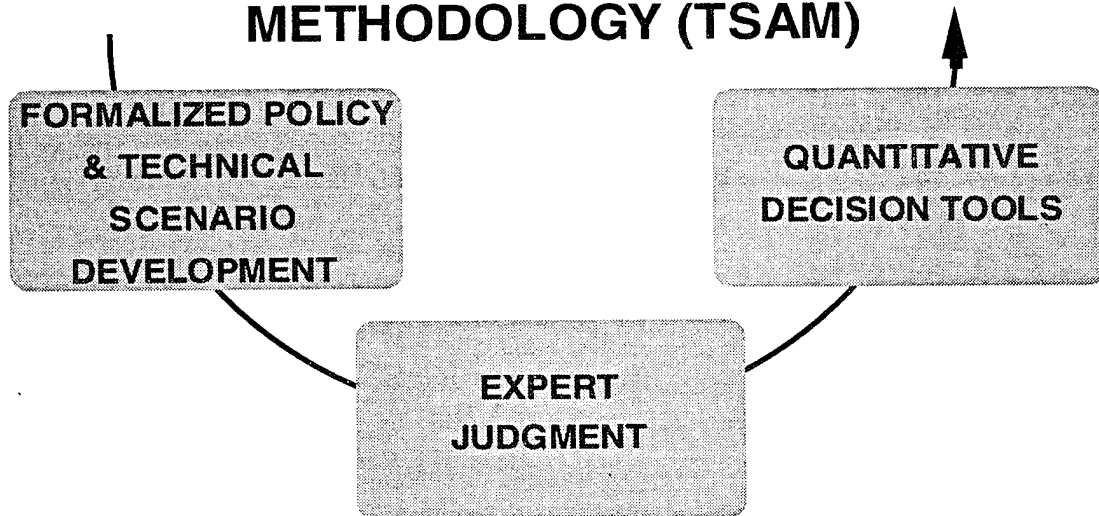 METHODOLOGY (TSAM)
FORMALIZED POLICY
& TECHNICAL
SCENARIO
DEVELOPMENT
QUANTITATIVE
DECISION TOOLS
EXPERT
JUDGMENT